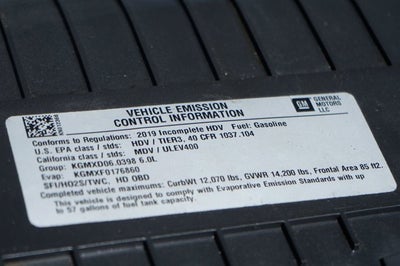 VEHICLE EMISSION
CONTROL INFORMATION
GM
GENERAL
MOTORS
LLC
Conforms to Regulations: 2019 Incomplete HDV Fuel: Gasoline
U.S. EPA class / stds: HDV / TIER3, 40 CFR 1037.104
California class / stds: MDV / ULEV400
Group: KGMXD06.0398 6.0L
Evap: KGMXF0176860
SFI/HO2S/TWC, HD OBD
Completed vehicle maximums: CurbWt 12,070 lbs, GVWR 14,200 lbs, Frontal Area 85 ft2.
This vehicle is designed to comply with Evaporative Emission Standards with up
to 57 gallons of fuel tank capacity.